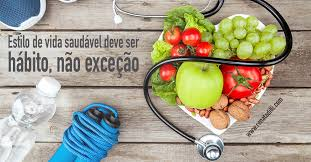 Estilo de vida saudável deve ser
hábito, não exceção